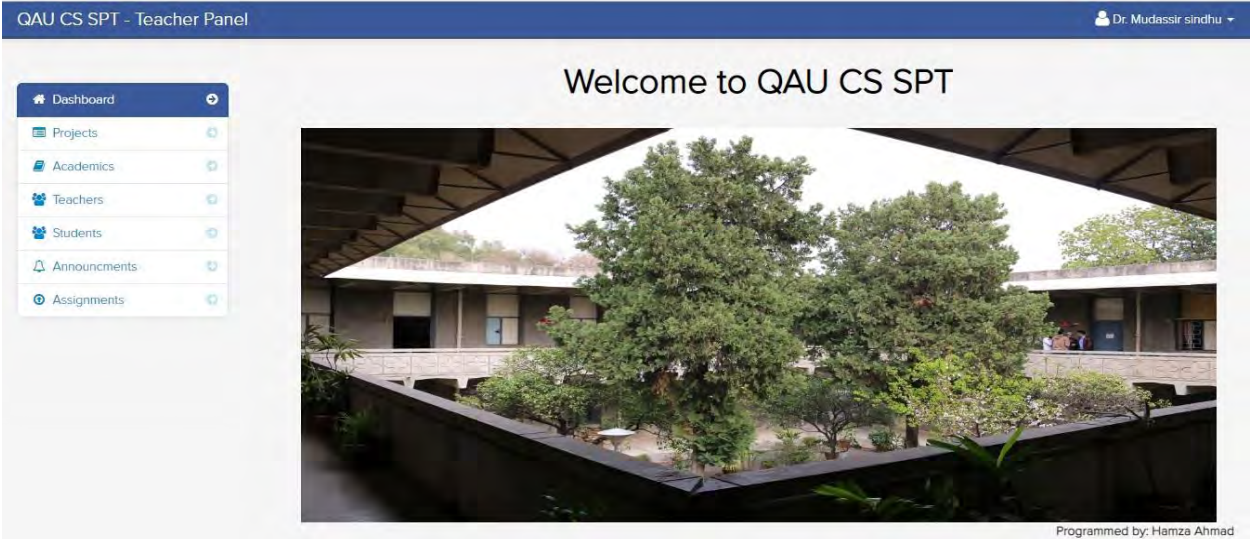 QAU CS SPT - Teacher Panel
Dr. Mudassir sindhu
Welcome to QAU CS SPT
Dashboard
Projects
Academics
Teachers
Students
Announcments
Assignments
Programmed by: Hamza Ahmad